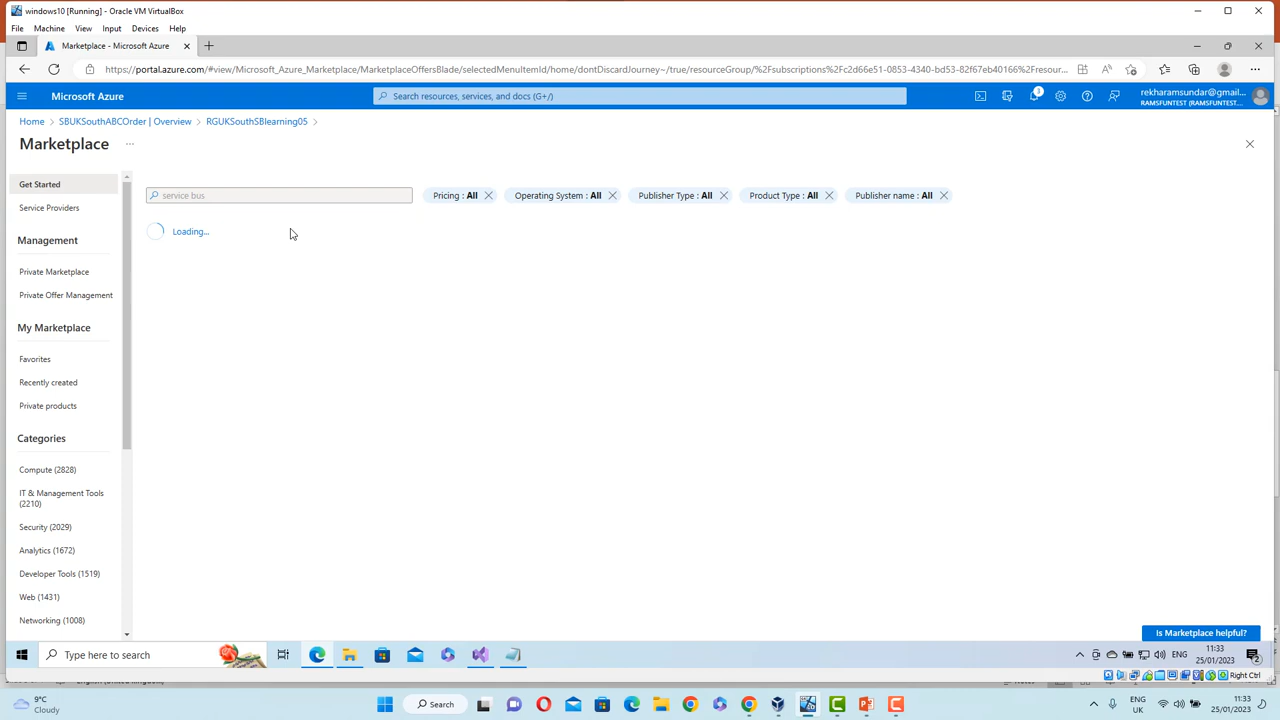 windows10 [Running] - Oracle VM VirtualBox
File Machine View Input Devices Help
Marketplace - Microsoft Azure
https://portal.azure.com/#view/Microsoft_Azure_Marketplace/MarketplaceOffersBlade/selectedMenuItemId/home/dontDiscardJourney~/true/resourceGroup/%2Fsubscriptions%2Fc2d66e51-0853-4340-bd53-82f67eb40166%2Fresour...
Microsoft Azure
Search resources, services, and docs (G+/)
1
rekharamsundar@gmail...
RAMSFUNTEST (RAMSFUNTEST...
Home > SBUKSouthABCOrder | Overview > RGUKSouthSBlearning05 >
Marketplace ...
Get Started
service bus
Pricing : All
Operating System : All
Publisher Type : All
Product Type : All
Publisher name : All
Service Providers
Loading...
Management
Private Marketplace
Private Offer Management
My Marketplace
Favorites
Recently created
Private products
Categories
Compute (2828)
IT & Management Tools
(2210)
Security (2029)
Analytics (1672)
Developer Tools (1519)
Web (1431)
Networking (1008)
Is Marketplace helpful?
Type here to search
ENG
11:33
25/01/2023
2
Right Ctrl
9°C
Cloudy
Search
ENG
UK
11:33
25/01/2023